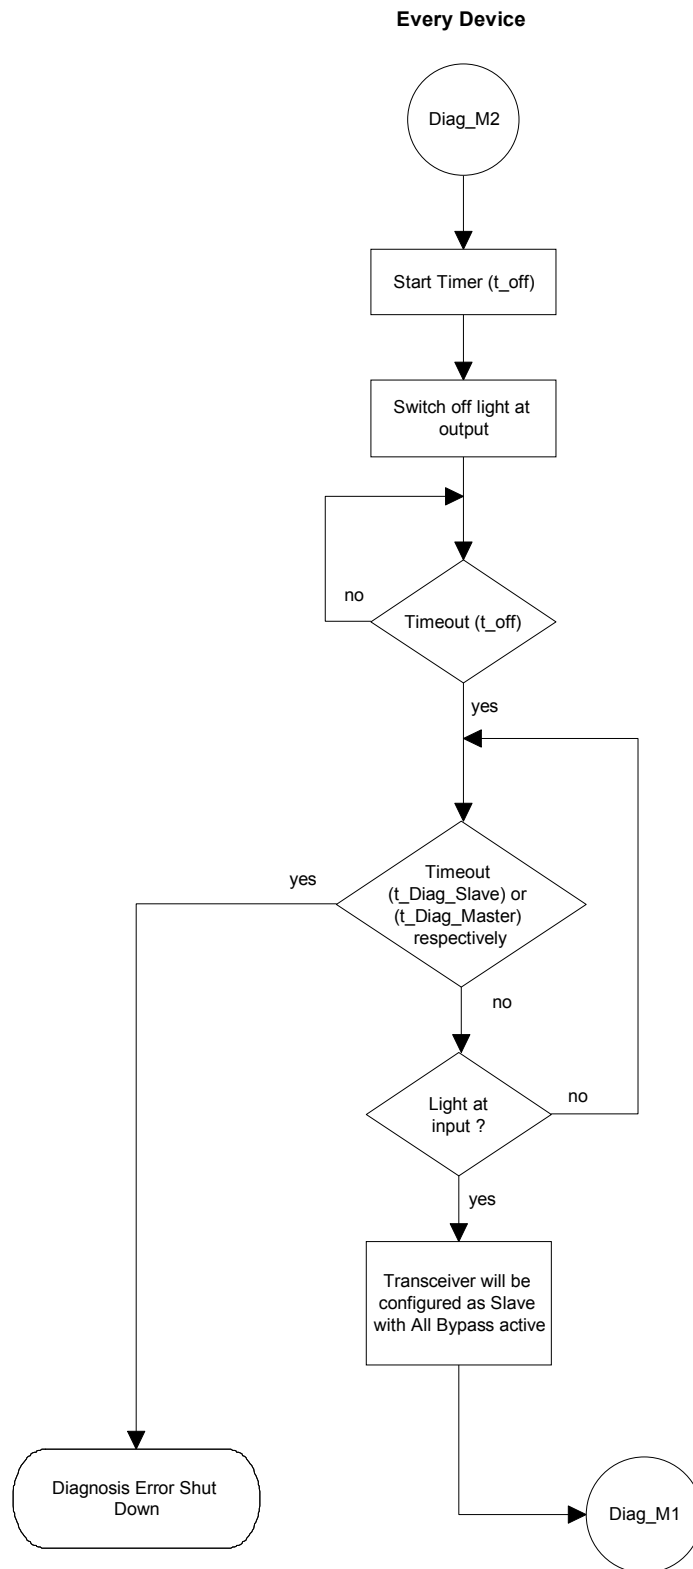 Every Device
Diag_M2
Start Timer (t_off)
Switch off light at
output
no
Timeout (t_off)
yes
yes
Timeout
(t_Diag_Slave) or
(t_Diag_Master)
respectively
no
Light at
input ?
no
yes
Transceiver will be
configured as Slave
with All Bypass active
Diagnosis Error Shut
Down
Diag_M1